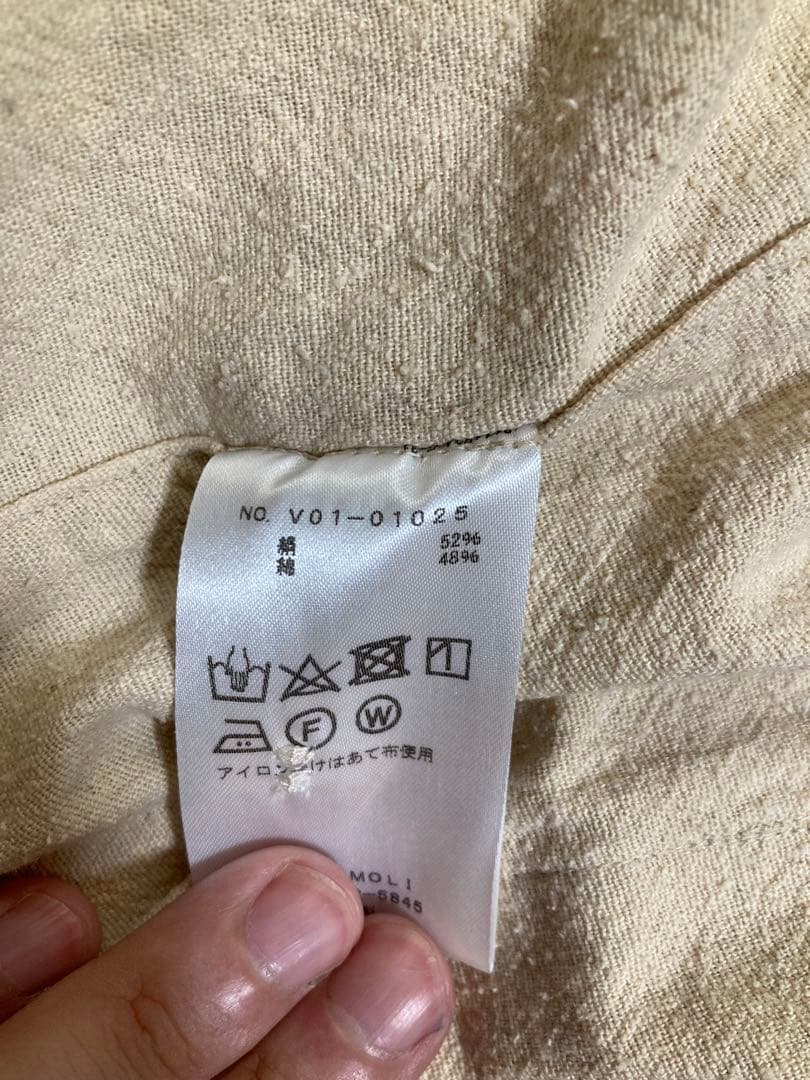 NO. V01-01025
絹 52%
綿 48%
F W
アイロン けはあて布使用
MOLI
-5845